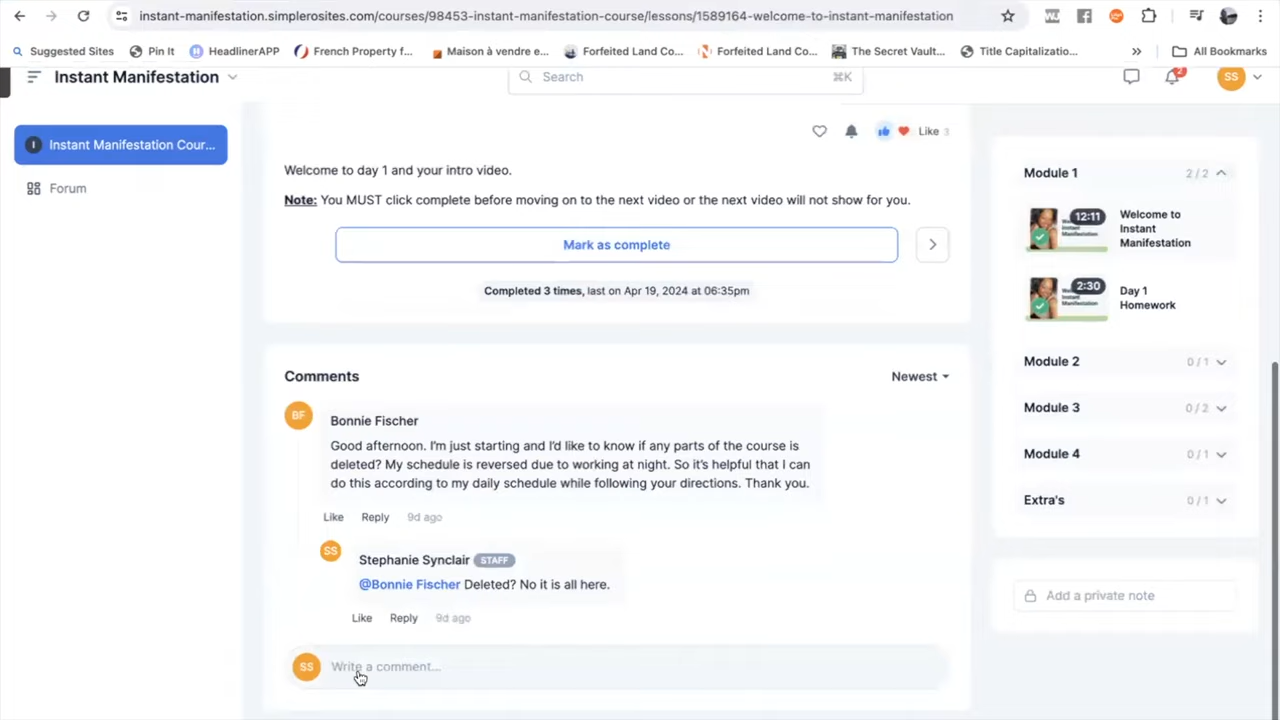 instant-manifestation.simplerosites.com/courses/98453-instant-manifestation-course/lessons/1589164-welcome-to-instant-manifestation
Suggested Sites Pin It HeadlinerAPP French Property f... Maison à vendre e... Forfeited Land Co... Forfeited Land Co... The Secret Vault... Title Capitalizatio... » All Bookmarks
Instant Manifestation Search ⌘K 2 SS
I Instant Manifestation Cour...
Forum
Like 3
Welcome to day 1 and your intro video.
Note: You MUST click complete before moving on to the next video or the next video will not show for you.
Mark as complete
Completed 3 times, last on Apr 19, 2024 at 06:35pm
Comments Newest
BF Bonnie Fischer
Good afternoon. I'm just starting and I'd like to know if any parts of the course is
deleted? My schedule is reversed due to working at night. So it's helpful that I can
do this according to my daily schedule while following your directions. Thank you.
Like Reply 9d ago
SS Stephanie Synclair STAFF
@Bonnie Fischer Deleted? No it is all here.
Like Reply 9d ago
SS Write a comment...
Module 1 2 / 2
12:11
Welcome to
Instant
Manifestation
2:30
Day 1
Homework
Module 2 0 / 1
Module 3 0 / 2
Module 4 0 / 1
Extra's 0 / 1
Add a private note